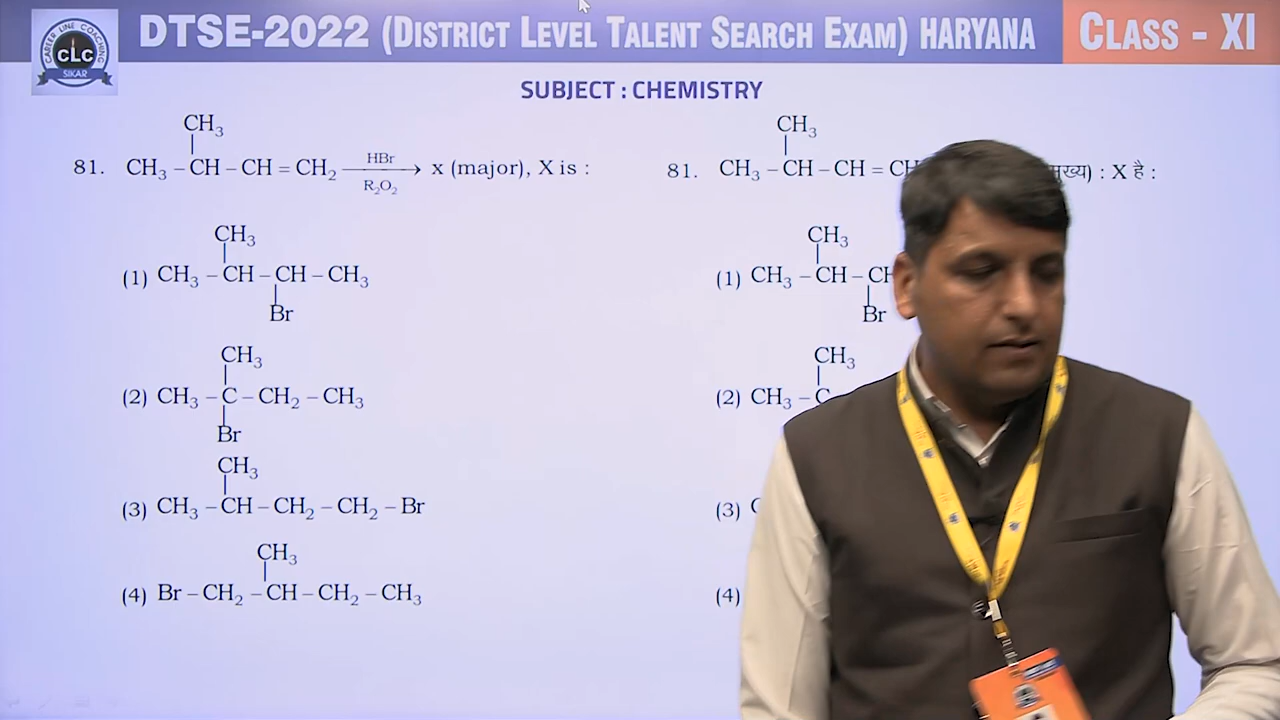 CAREER LINE COACHING
CLC
SIKAR
DTSE-2022 (DISTRICT LEVEL TALENT SEARCH EXAM) HARYANA
CLASS - XI
SUBJECT : CHEMISTRY
CH₃
81. CH₃ – CH – CH = CH₂ HBr R₂O₂ x (major), X is :
CH₃
(1) CH₃ – CH – CH – CH₃
Br
CH₃
(2) CH₃ – C – CH₂ – CH₃
Br
CH₃
(3) CH₃ – CH – CH₂ – CH₂ – Br
CH₃
(4) Br – CH₂ – CH – CH₂ – CH₃
CH₃
81. CH₃ – CH – CH = CH : X है :
CH₃
(1) CH₃ – CH – CH
Br
CH₃
(2) CH₃ – C
(3)
(4)